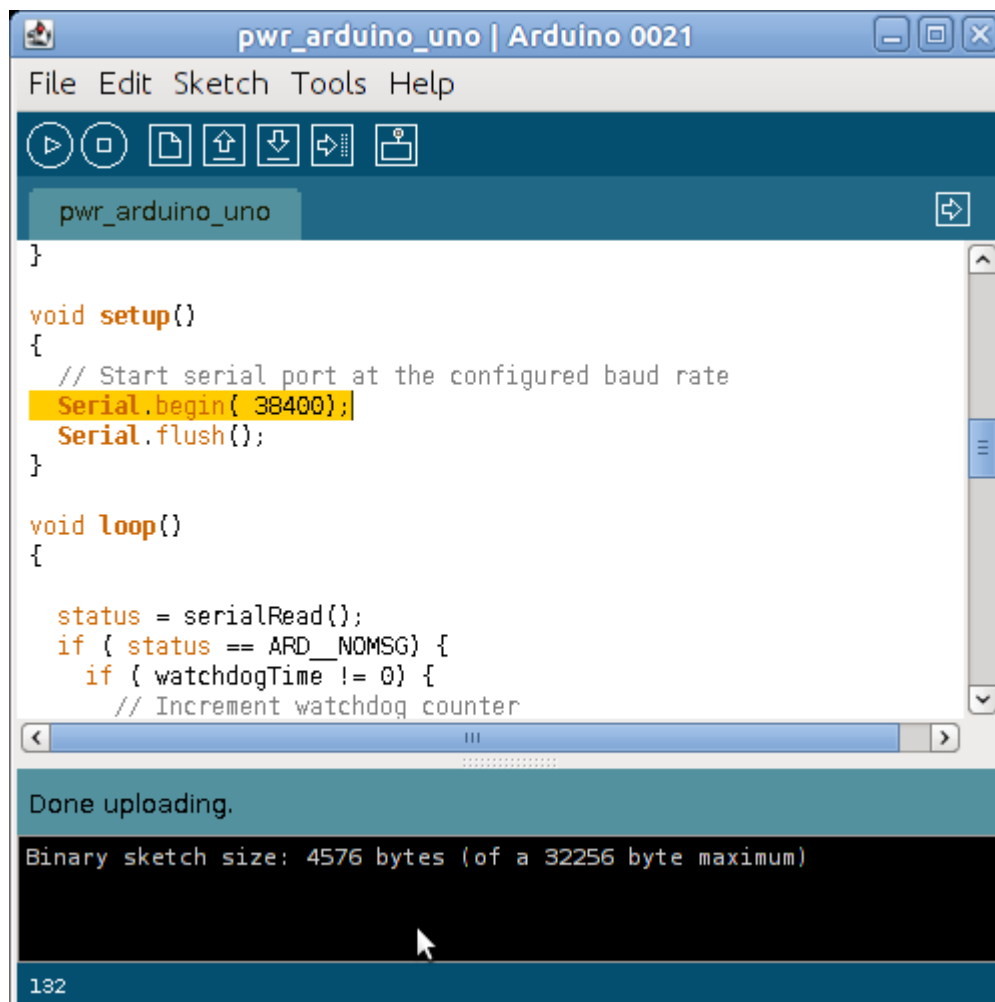 pwr_arduino_uno | Arduino 0021
File Edit Sketch Tools Help
pwr_arduino_uno
}
void setup()
{
  // Start serial port at the configured baud rate
  Serial.begin( 38400);
  Serial.flush();
}
void loop()
{
  status = serialRead();
  if ( status == ARD__NOMSG) {
    if ( watchdogTime != 0) {
      // Increment watchdog counter
Done uploading.
Binary sketch size: 4576 bytes (of a 32256 byte maximum)
132